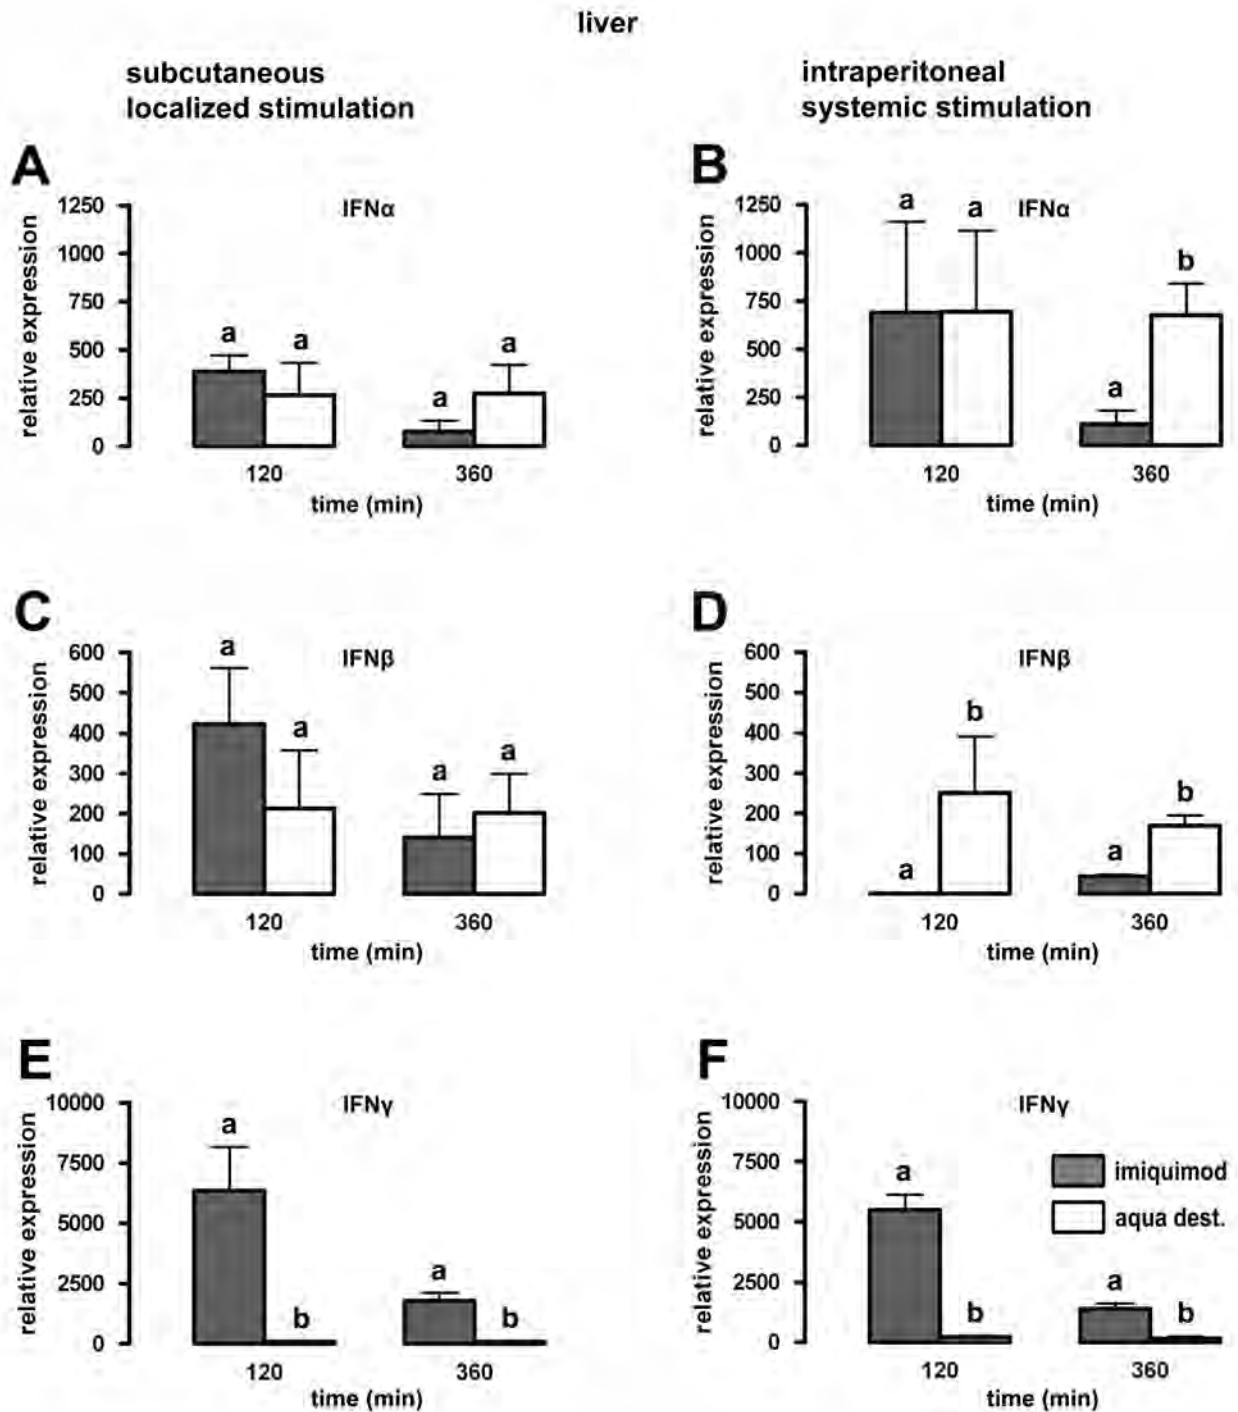 liver
subcutaneous
localized stimulation
intraperitoneal
systemic stimulation
A
IFNα
relative expression
1250
1000
750
500
250
0
a
a
a
a
120
360
time (min)
B
IFNα
relative expression
1250
1000
750
500
250
0
a
a
a
b
120
360
time (min)
C
IFNβ
relative expression
600
500
400
300
200
100
0
a
a
a
a
120
360
time (min)
D
IFNβ
relative expression
600
500
400
300
200
100
0
a
b
a
b
120
360
time (min)
E
IFNγ
relative expression
10000
7500
5000
2500
0
a
b
a
b
120
360
time (min)
F
IFNγ
relative expression
10000
7500
5000
2500
0
a
b
a
b
imiquimod
aqua dest.
120
360
time (min)